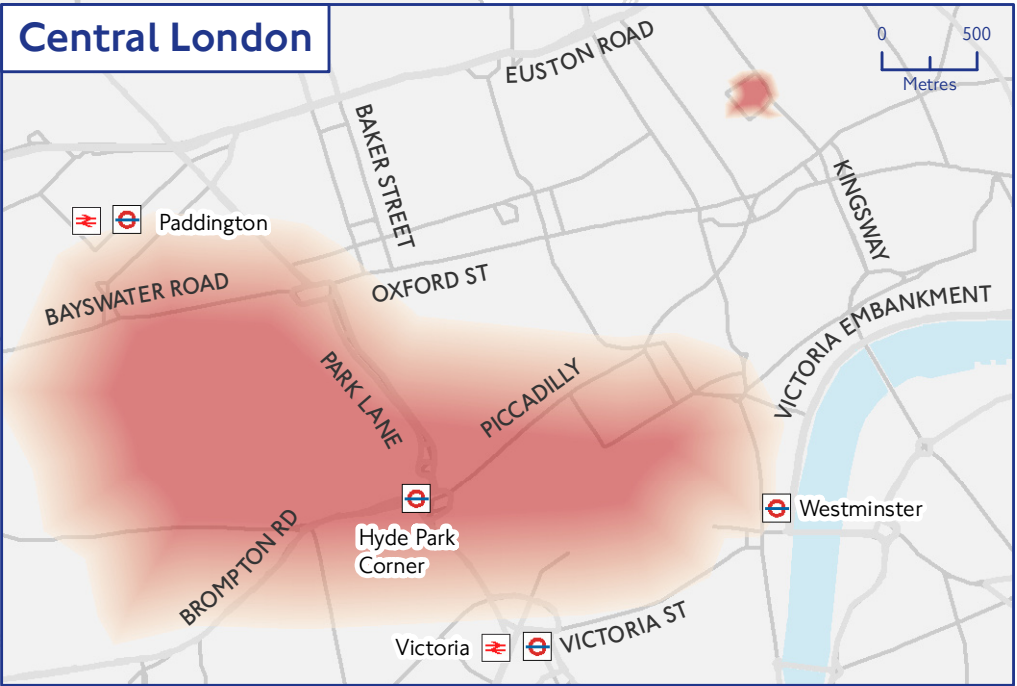 Central London
0 500
Metres
EUSTON ROAD
BAKER STREET
KINGSWAY
Paddington
BAYSWATER ROAD
OXFORD ST
VICTORIA EMBANKMENT
PARK LANE
PICCADILLY
Westminster
Hyde Park
Corner
BROMPTON RD
Victoria
VICTORIA ST